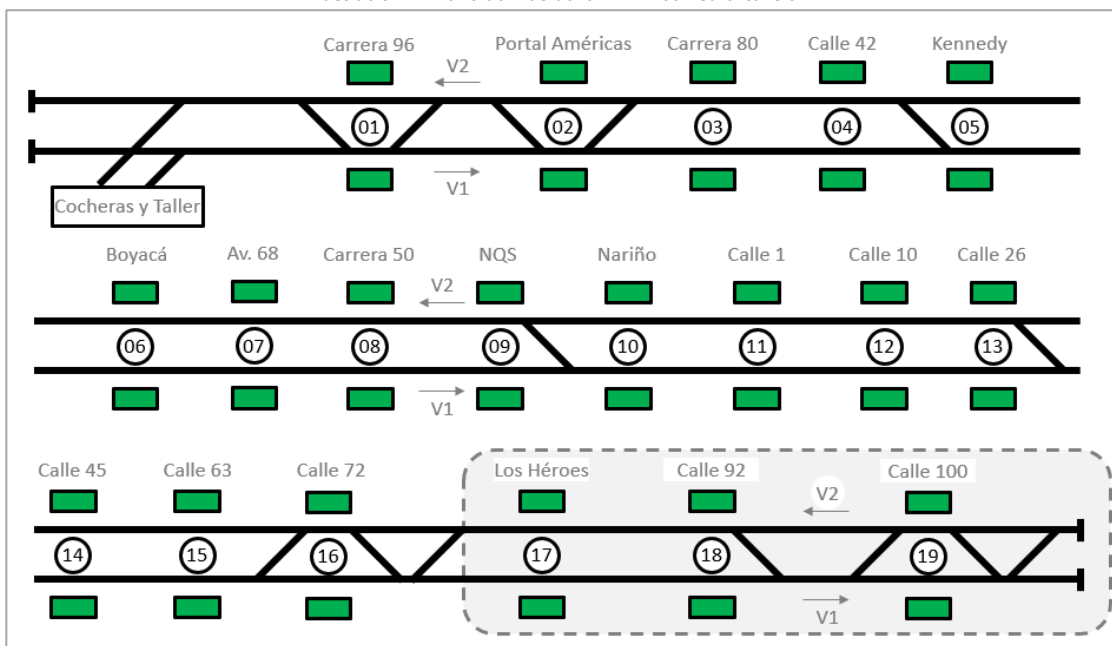 Carrera 96 Portal Américas Carrera 80 Calle 42 Kennedy
V2
01 02 03 04 05
V1
Cocheras y Taller
Boyacá Av. 68 Carrera 50 NQS Nariño Calle 1 Calle 10 Calle 26
V2
06 07 08 09 10 11 12 13
V1
Calle 45 Calle 63 Calle 72 Los Héroes Calle 92 Calle 100
V2
14 15 16 17 18 19
V1